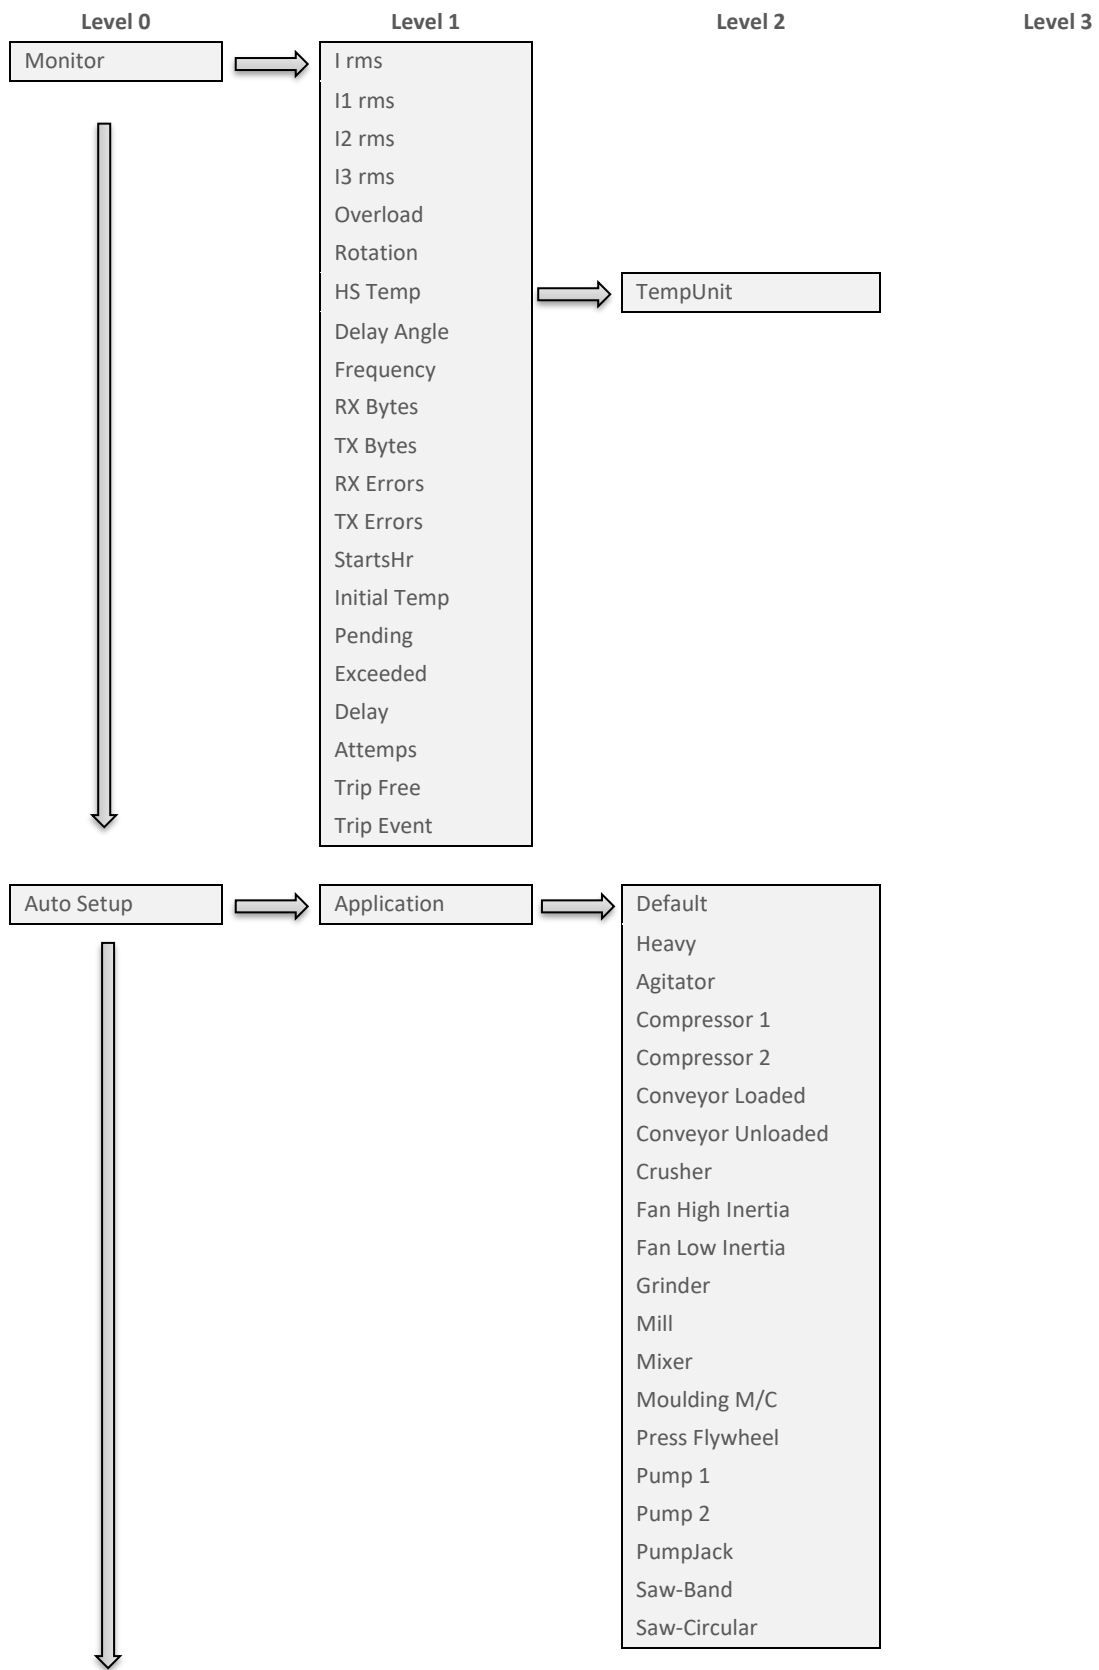 Level 0 Level 1 Level 2 Level 3
Monitor I rms
I1 rms
I2 rms
I3 rms
Overload
Rotation
HS Temp TempUnit
Delay Angle
Frequency
RX Bytes
TX Bytes
RX Errors
TX Errors
StartsHr
Initial Temp
Pending
Exceeded
Delay
Attemps
Trip Free
Trip Event
Auto Setup Application Default
Heavy
Agitator
Compressor 1
Compressor 2
Conveyor Loaded
Conveyor Unloaded
Crusher
Fan High Inertia
Fan Low Inertia
Grinder
Mill
Mixer
Moulding M/C
Press Flywheel
Pump 1
Pump 2
PumpJack
Saw-Band
Saw-Circular